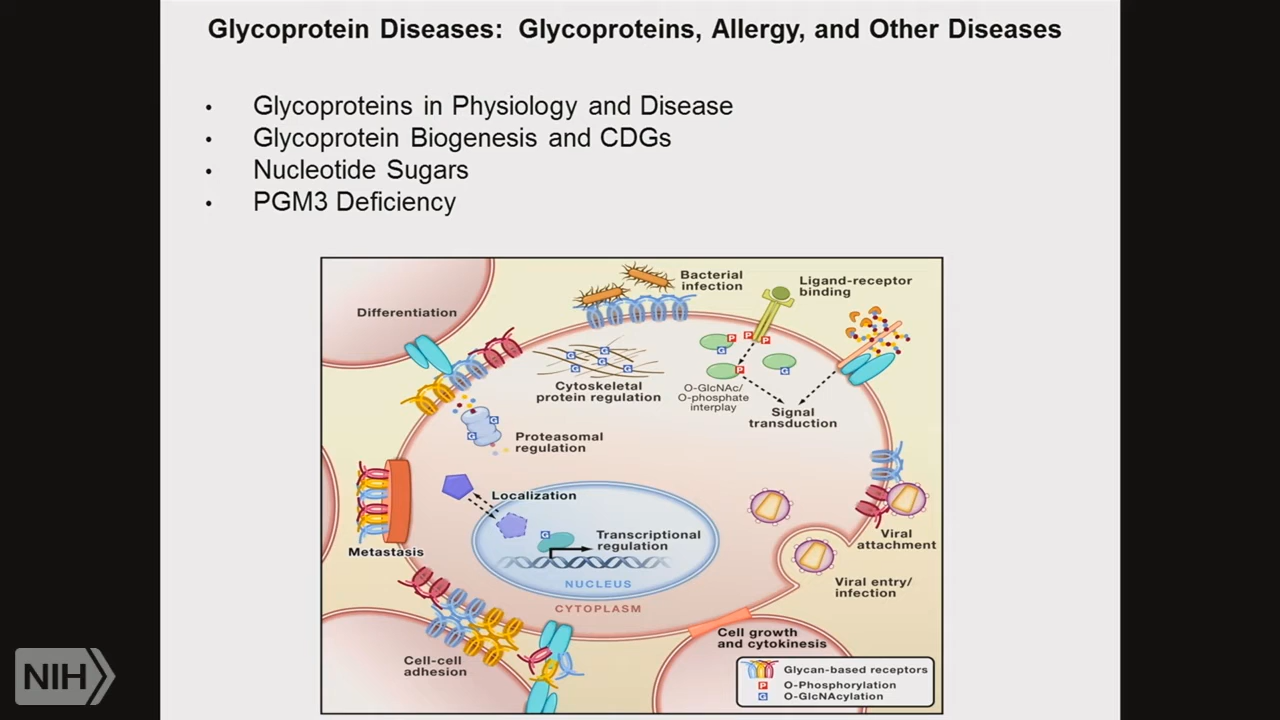 Glycoprotein Diseases: Glycoproteins, Allergy, and Other Diseases
• Glycoproteins in Physiology and Disease
• Glycoprotein Biogenesis and CDGs
• Nucleotide Sugars
• PGM3 Deficiency
Differentiation
Bacterial
infection
Ligand-receptor
binding
P
P
P
G
G
G
G
G
Cytoskeletal
protein regulation
G
P
G
O-GlcNAc/
O-phosphate
interplay
Signal
transduction
G
G
Proteasomal
regulation
Localization
G
Transcriptional
regulation
NUCLEUS
CYTOPLASM
Metastasis
Viral
attachment
Viral entry/
infection
Cell growth
and cytokinesis
Cell-cell
adhesion
Glycan-based receptors
P O-Phosphorylation
G O-GlcNAcylation
NIH